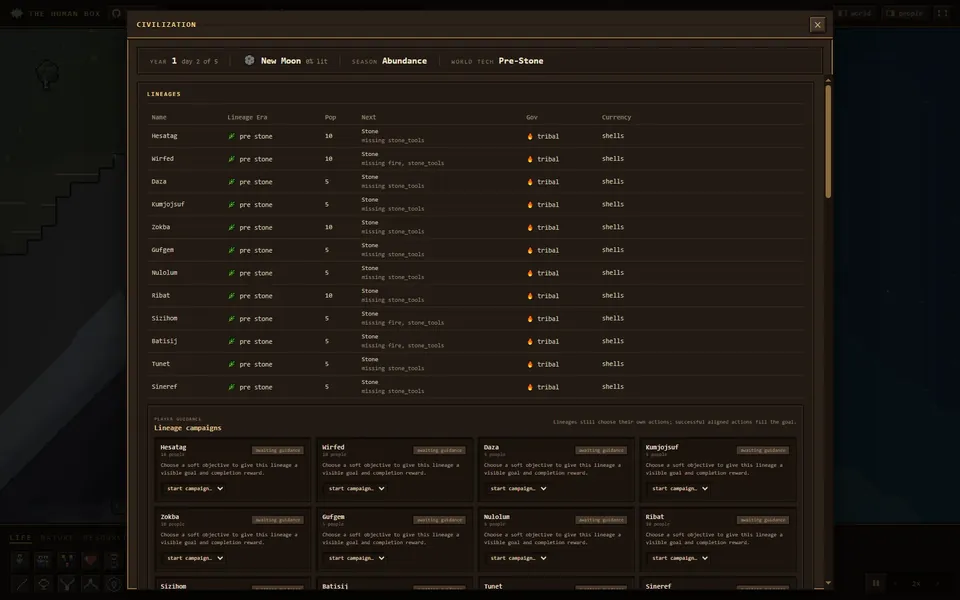 THE HUMAN BOX
world
people
CIVILIZATION
YEAR 1 day 2 of 5
New Moon 0% lit
SEASON Abundance
WORLD TECH Pre-Stone
LINEAGES
Name Lineage Era Pop Next Gov Currency
Hesatag pre stone 10 Stone tribal shells
missing stone_tools
Wirfed pre stone 10 Stone tribal shells
missing fire, stone_tools
Daza pre stone 5 Stone tribal shells
missing stone_tools
Kumjojsuf pre stone 5 Stone tribal shells
missing stone_tools
Zokba pre stone 10 Stone tribal shells
missing stone_tools
Gufgem pre stone 5 Stone tribal shells
missing stone_tools
Nulolum pre stone 5 Stone tribal shells
missing stone_tools
Ribat pre stone 10 Stone tribal shells
missing stone_tools
Sizihom pre stone 5 Stone tribal shells
missing fire, stone_tools
Batisij pre stone 5 Stone tribal shells
missing fire, stone_tools
Tunet pre stone 5 Stone tribal shells
missing stone_tools
Sineref pre stone 5 Stone tribal shells
missing stone_tools
PLAYER GUIDANCE
Lineage campaigns
Lineages still choose their own actions; successful aligned actions fill the goal.
Hesatag awaiting guidance
10 people
Choose a soft objective to give this lineage a
visible goal and completion reward.
start campaign…
Wirfed awaiting guidance
10 people
Choose a soft objective to give this lineage a
visible goal and completion reward.
start campaign…
Daza awaiting guidance
5 people
Choose a soft objective to give this lineage a
visible goal and completion reward.
start campaign…
Kumjojsuf awaiting guidance
5 people
Choose a soft objective to give this lineage a
visible goal and completion reward.
start campaign…
Zokba awaiting guidance
10 people
Choose a soft objective to give this lineage a
visible goal and completion reward.
start campaign…
Gufgem awaiting guidance
5 people
Choose a soft objective to give this lineage a
visible goal and completion reward.
start campaign…
Nulolum awaiting guidance
5 people
Choose a soft objective to give this lineage a
visible goal and completion reward.
start campaign…
Ribat awaiting guidance
10 people
Choose a soft objective to give this lineage a
visible goal and completion reward.
start campaign…
Sizihom
Batisij
Tunet
Sineref
LIFE NATURE